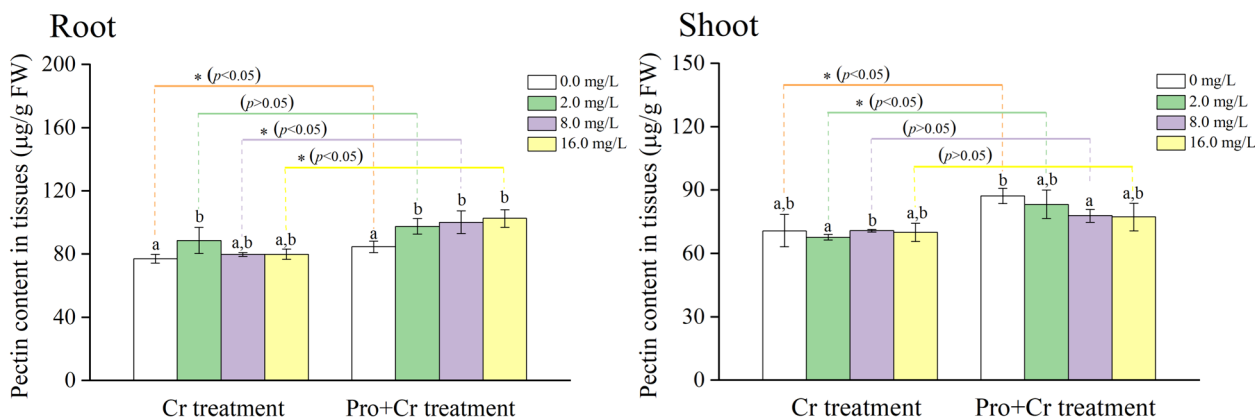 Root
Pectin content in tissues (µg/g FW)
200
160
120
80
40
0
* (p<0.05)
(p>0.05)
* (p<0.05)
* (p<0.05)
0.0 mg/L
2.0 mg/L
8.0 mg/L
16.0 mg/L
a
b
a,b
a,b
a
b
b
b
Cr treatment
Pro+Cr treatment
Shoot
Pectin content in tissues (µg/g FW)
150
120
90
60
30
0
* (p<0.05)
* (p<0.05)
(p>0.05)
(p>0.05)
0 mg/L
2.0 mg/L
8.0 mg/L
16.0 mg/L
a,b
a
b
a,b
b
a,b
a
a,b
Cr treatment
Pro+Cr treatment